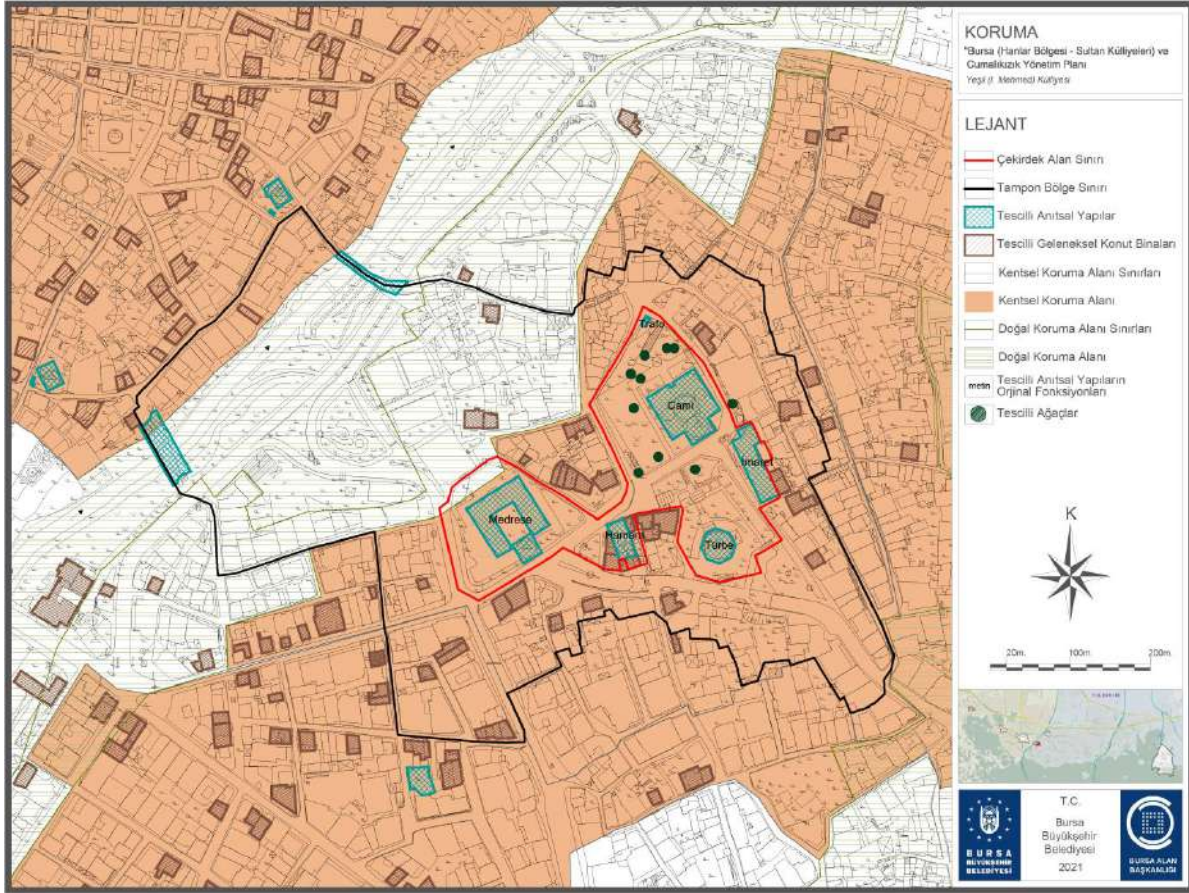 KORUMA
"Bursa (Hanlar Bölgesi - Sultan Külliyeleri) ve
Cumalıkızık Yönetim Planı
Yeşil (I. Mehmed) Külliyesi
LEJANT
Çekirdek Alan Sınırı
Tampon Bölge Sınırı
Tescilli Anıtsal Yapılar
Tescilli Geleneksel Konut Binaları
Kentsel Koruma Alanı Sınırları
Kentsel Koruma Alanı
Doğal Koruma Alanı Sınırları
Doğal Koruma Alanı
metin Tescilli Anıtsal Yapıların
Orjinal Fonksiyonları
Tescilli Ağaçlar
Trafo
Cami
İmaret
Medrese
Hamam
Türbe
K
20m. 100m. 200m.
BURSA
BÜYÜKŞEHİR
BELEDİYESİ
T.C.
Bursa
Büyükşehir
Belediyesi
2021
BURSA ALAN
BAŞKANLIĞI